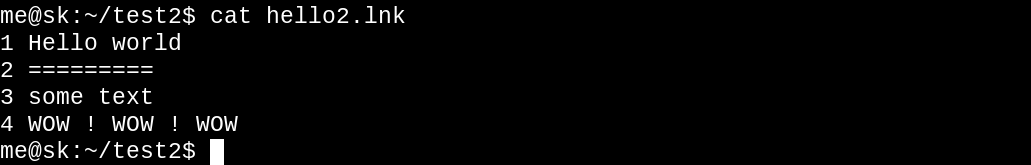 me@sk:~/test2$ cat hello2.lnk
1 Hello world
2 =========
3 some text
4 WOW ! WOW ! WOW
me@sk:~/test2$